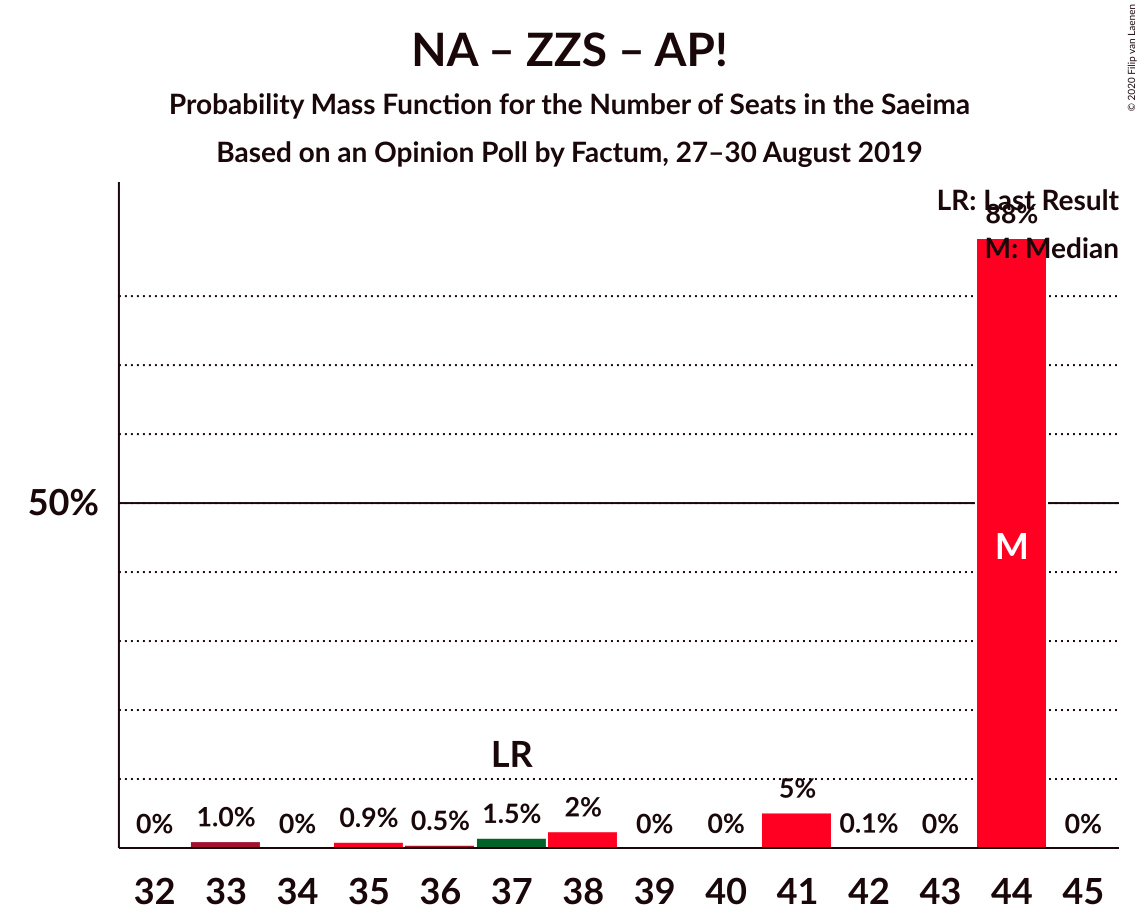 NA – ZZS – AP!
Probability Mass Function for the Number of Seats in the Saeima
Based on an Opinion Poll by Factum, 27–30 August 2019
© 2020 Filip van Laenen
LR: Last Result
M: Median
88%
50%
M
LR
0% 1.0% 0% 0.9% 0.5% 1.5% 2% 0% 0% 5% 0.1% 0% 0%
32 33 34 35 36 37 38 39 40 41 42 43 44 45